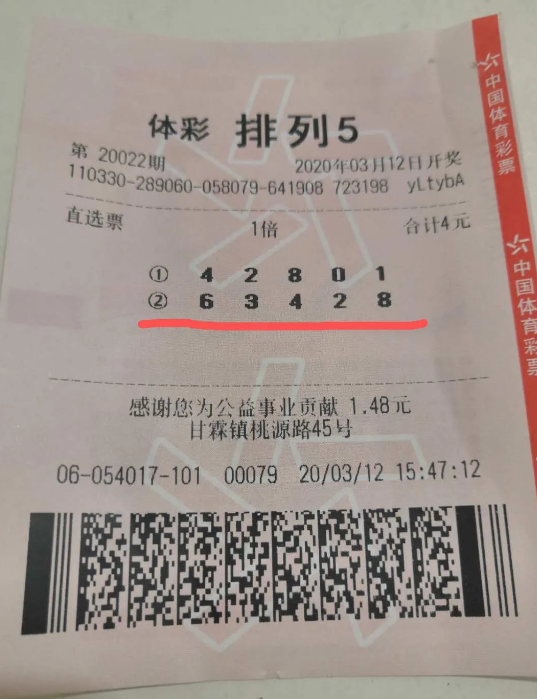 体彩 排列5
第 20022期 2020年03月12日开奖
110330-289060-058079-641908 723198 yLtybA
直选票 1倍 合计4元
① 4 2 8 0 1
② 6 3 4 2 8
感谢您为公益事业贡献 1.48元
甘霖镇桃源路45号
06-054017-101 00079 20/03/12 15:47:12
中国体育彩票
中国体育彩票